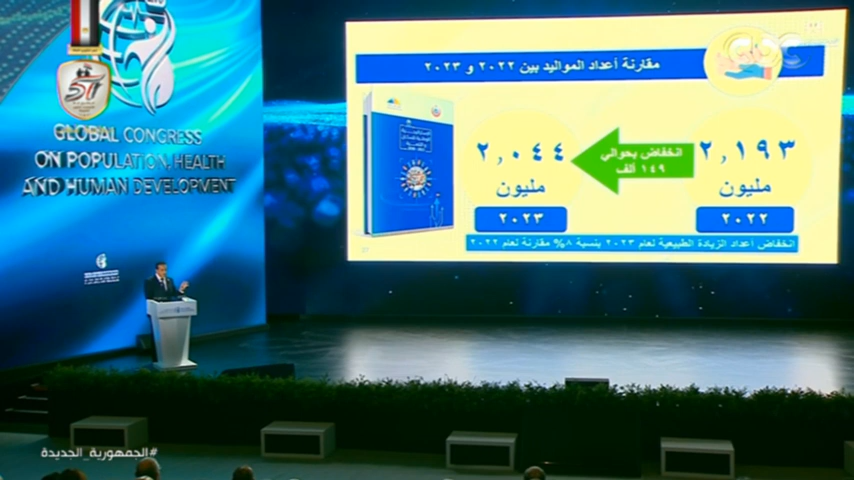 GLOBAL CONGRESS
ON POPULATION, HEALTH
AND HUMAN DEVELOPMENT
cbc
مقارنة أعداد المواليد بين ٢٠٢٢ و ٢٠٢٣
٢,١٩٣
مليون
٢٠٢٢
انخفاض بحوالي
١٤٩ ألف
٢,٠٤٤
مليون
٢٠٢٣
انخفاض أعداد الزيادة الطبيعية لعام ٢٠٢٣ بنسبة ٨% مقارنة لعام ٢٠٢٢
#الجمهورية_الجديدة